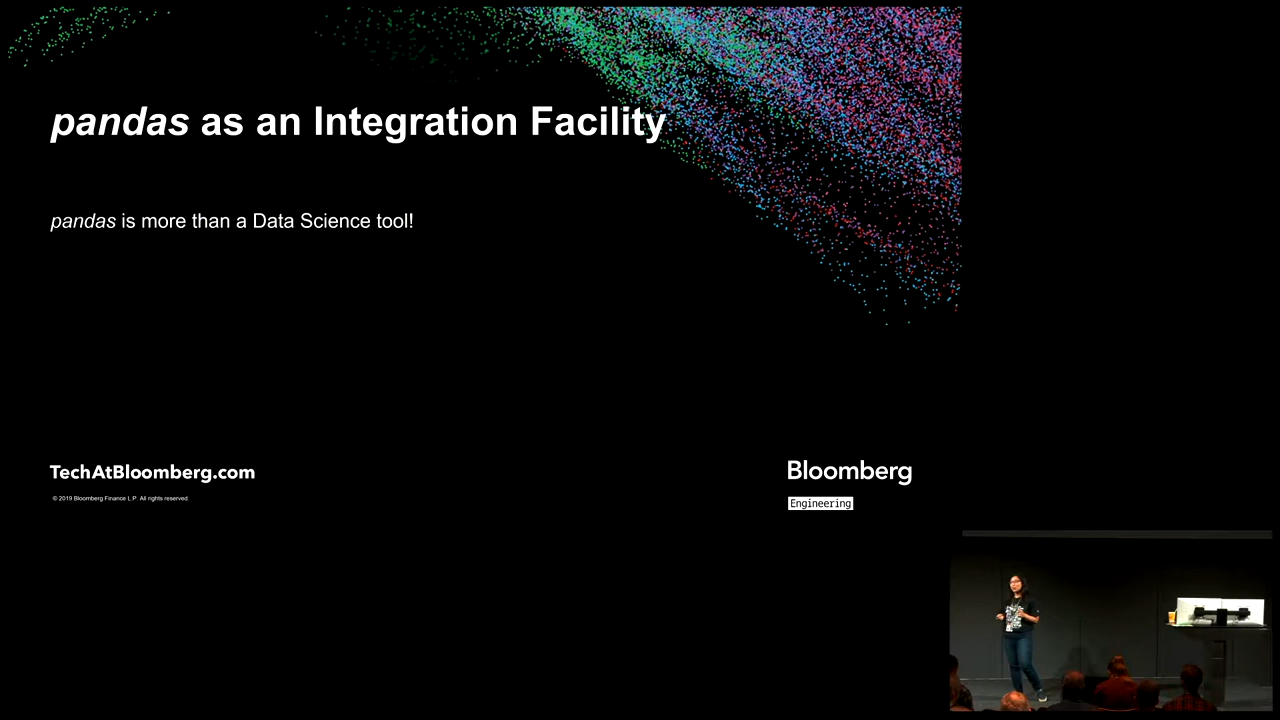 pandas as an Integration Facility
pandas is more than a Data Science tool!
TechAtBloomberg.com
© 2019 Bloomberg Finance L.P. All rights reserved.
Bloomberg
Engineering